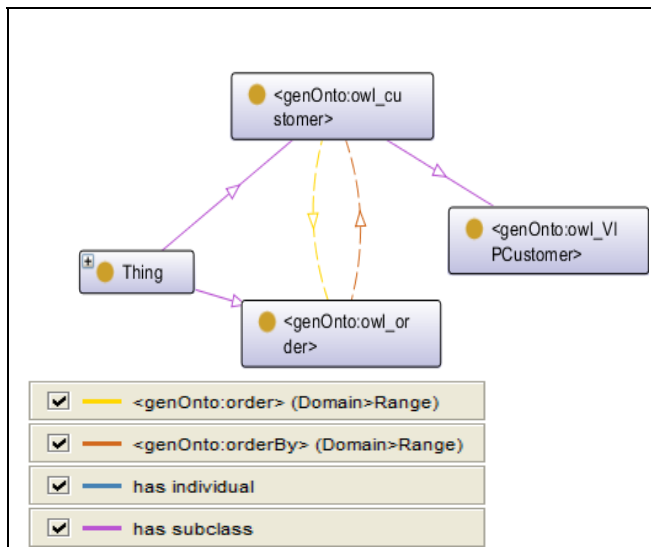 <genOnto:owl_cu
stomer>
<genOnto:owl_VI
PCustomer>
Thing
<genOnto:owl_or
der>
<genOnto:order> (Domain>Range)
<genOnto:orderBy> (Domain>Range)
has individual
has subclass